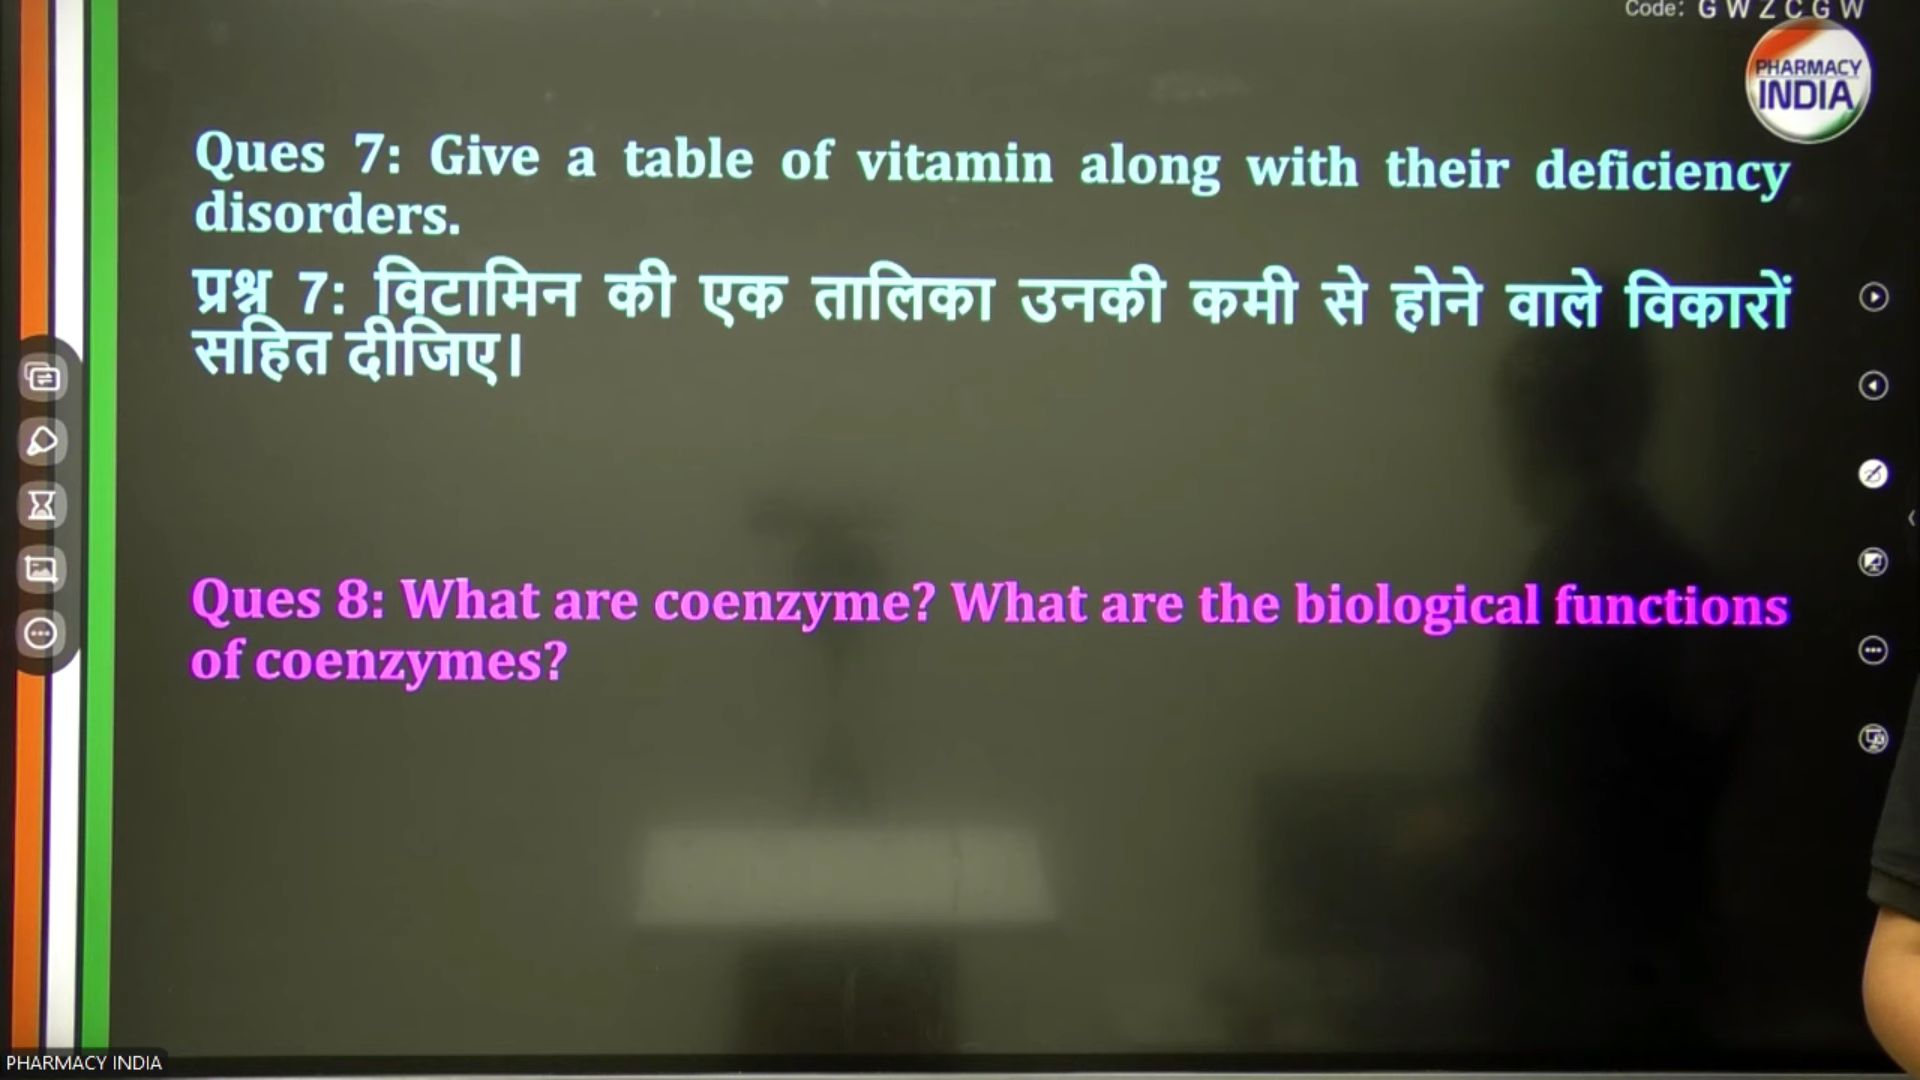 Code: G W Z C G W
PHARMACY
INDIA
Ques 7: Give a table of vitamin along with their deficiency
disorders.
प्रश्न 7: विटामिन की एक तालिका उनकी कमी से होने वाले विकारों
सहित दीजिए।
Ques 8: What are coenzyme? What are the biological functions
of coenzymes?
PHARMACY INDIA